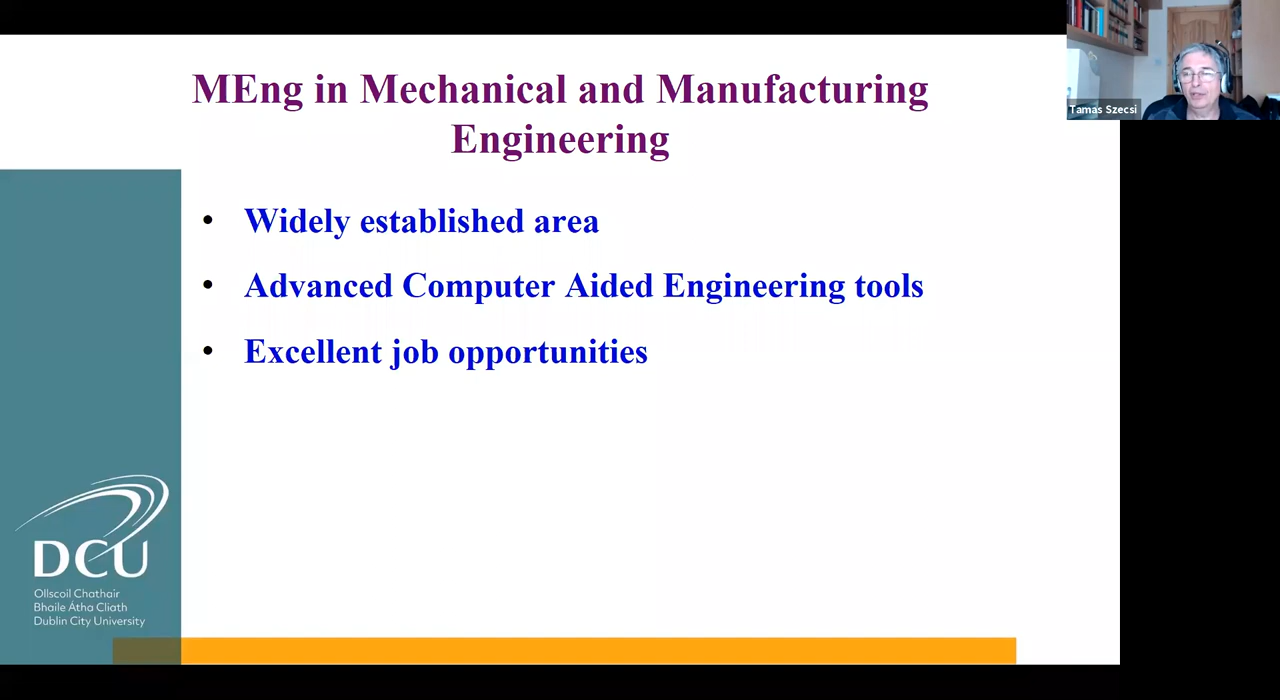 MEng in Mechanical and Manufacturing
Engineering
• Widely established area
• Advanced Computer Aided Engineering tools
• Excellent job opportunities
Tamas Szecsi
DCU
Ollscoil Chathair
Bhaile Átha Cliath
Dublin City University